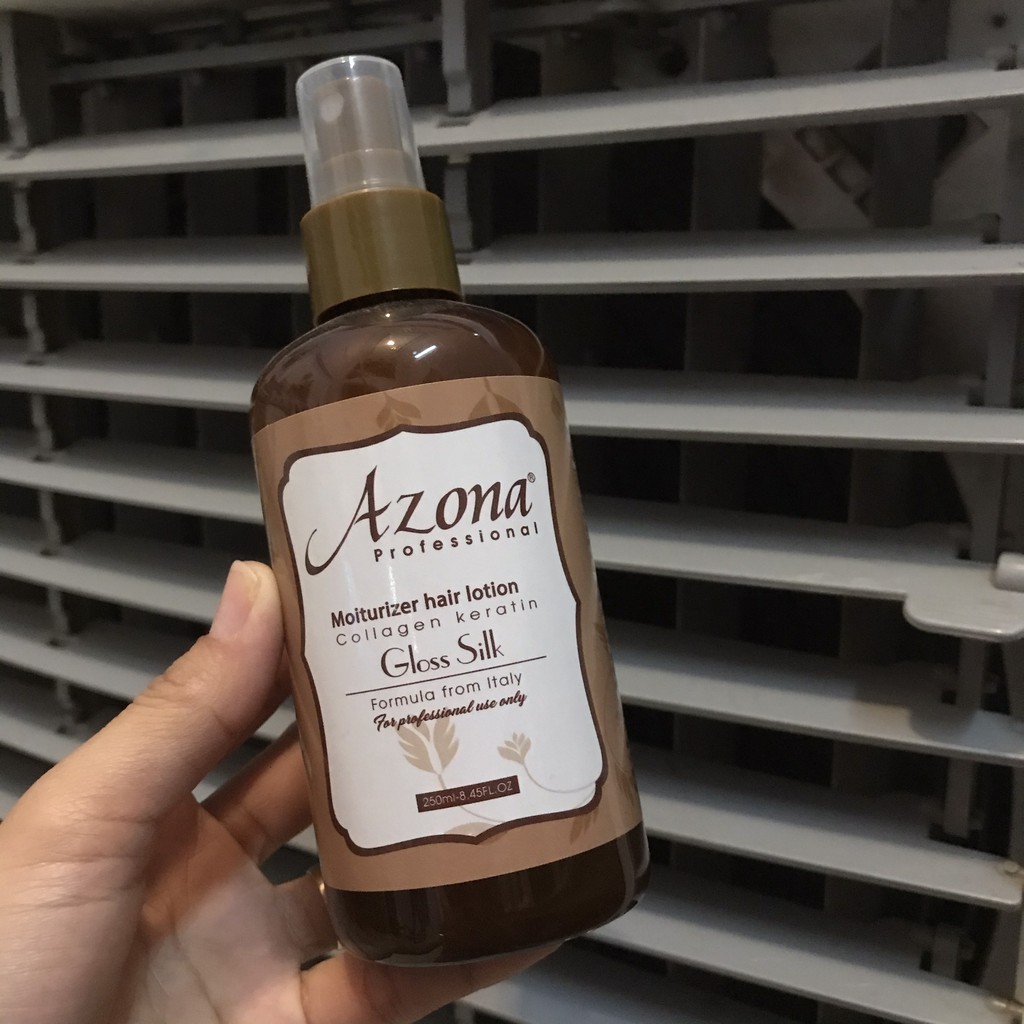 Azona®
Professional
Moiturizer hair lotion
Collagen keratin
Gloss Silk
Formula from Italy
For professional use only
250ml-8.45FL.OZ